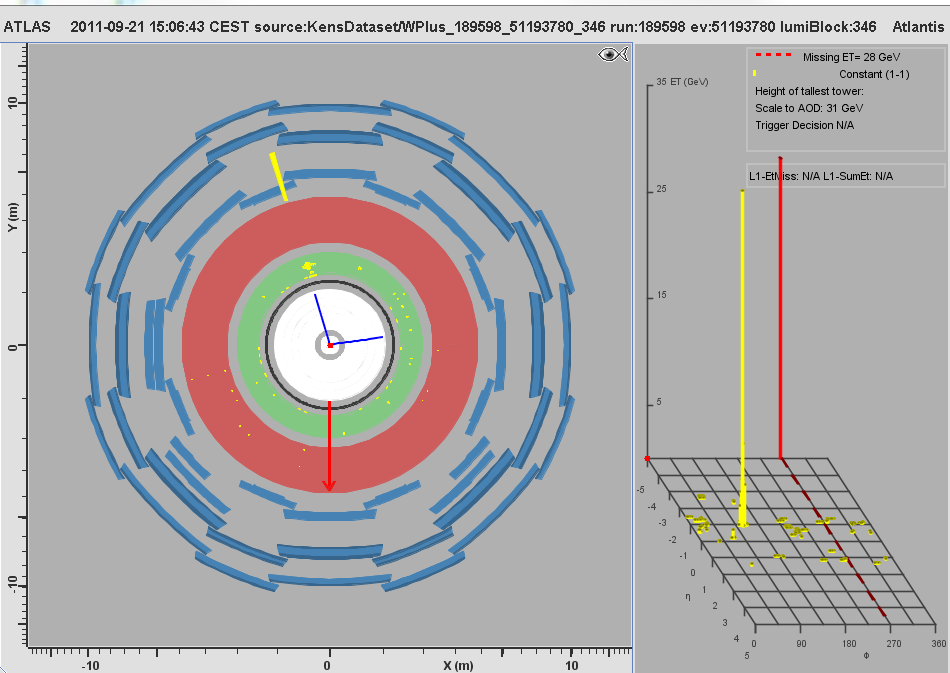 ATLAS 2011-09-21 15:06:43 CEST source:KensDataset/WPlus_189598_51193780_346 run:189598 ev:51193780 lumiBlock:346 Atlantis
Missing ET= 28 GeV
Constant (1-1)
Height of tallest tower:
Scale to AOD: 31 GeV
Trigger Decision N/A
L1-EtMiss: N/A L1-SumEt: N/A
35 ET (GeV)
25
15
5
10
Y (m)
0
-10
-10 0 X (m) 10
-5
-4
-3
-2
-1
0
η 1
2
3
4
5
0 90 180 270 360
Φ